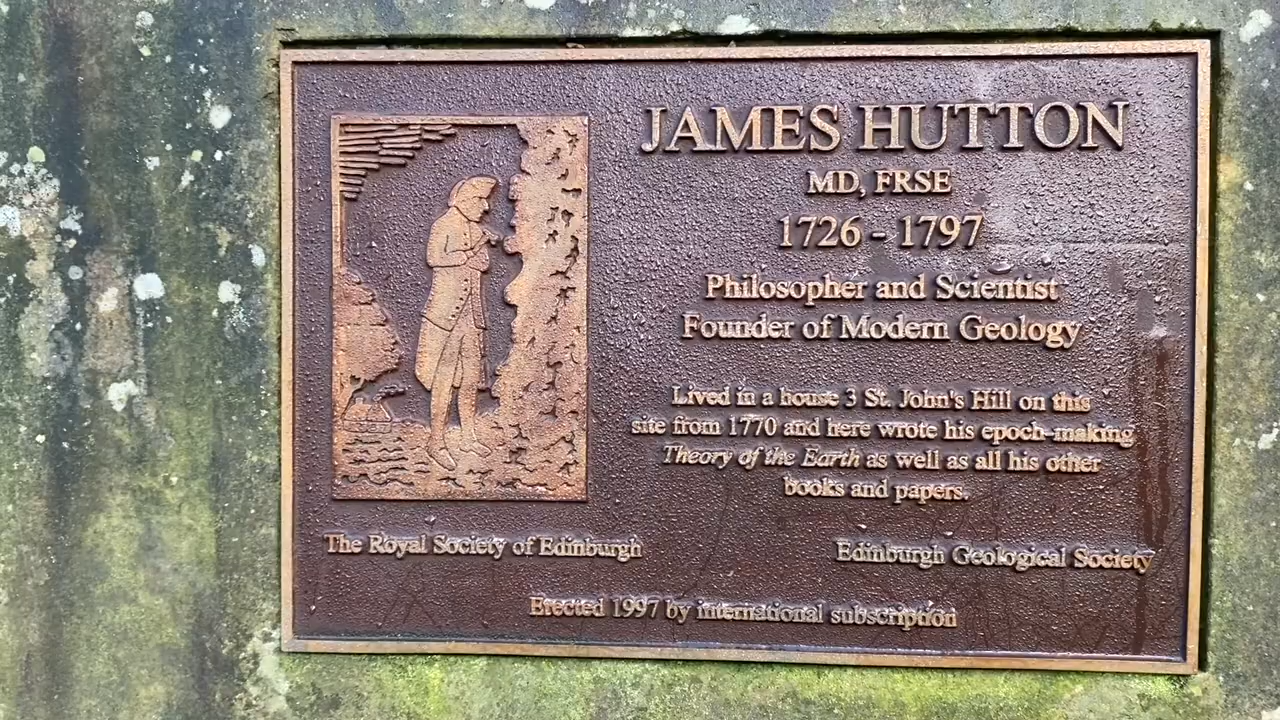 JAMES HUTTON
MD, FRSE
1726 - 1797
Philosopher and Scientist
Founder of Modern Geology
Lived in a house 3 St. John's Hill on this
site from 1770 and here wrote his epoch-making
Theory of the Earth as well as all his other
books and papers.
The Royal Society of Edinburgh
Edinburgh Geological Society
Erected 1997 by international subscription